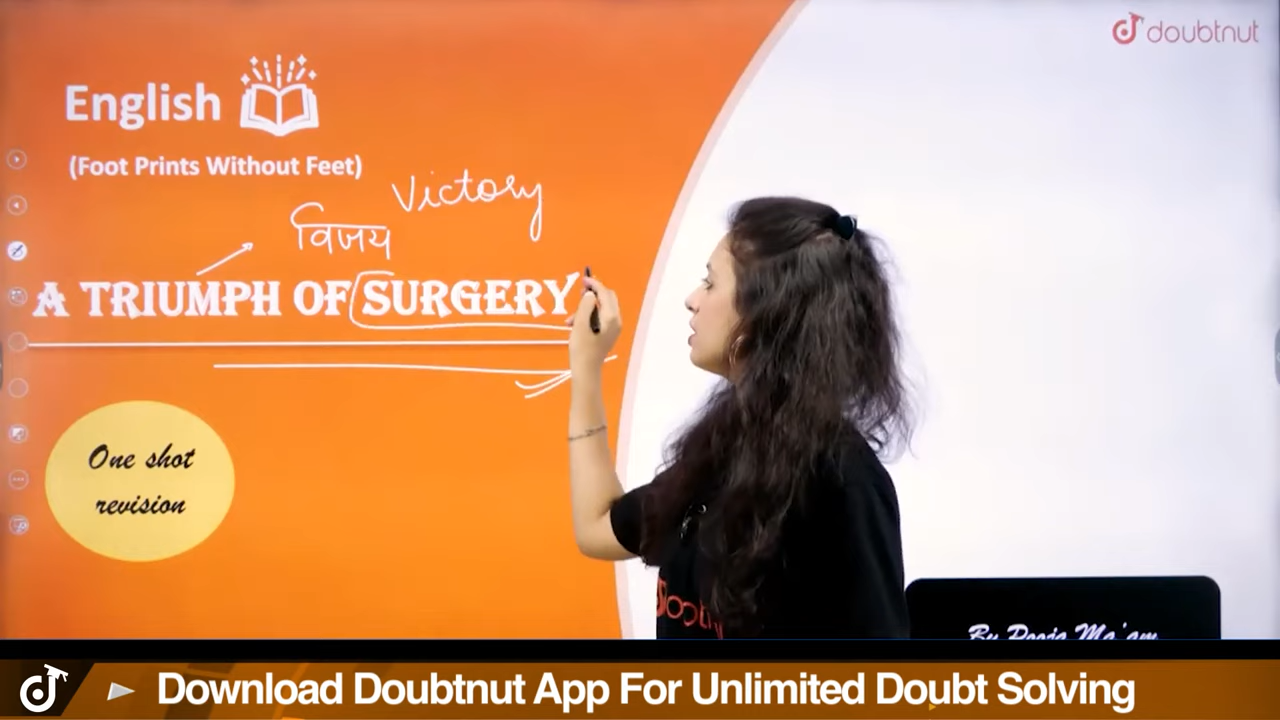 doubtnut
English
(Foot Prints Without Feet)
Victory
विजय
A TRIUMPH OF SURGERY
One shot
revision
By Pooja Ma'am
Download Doubtnut App For Unlimited Doubt Solving